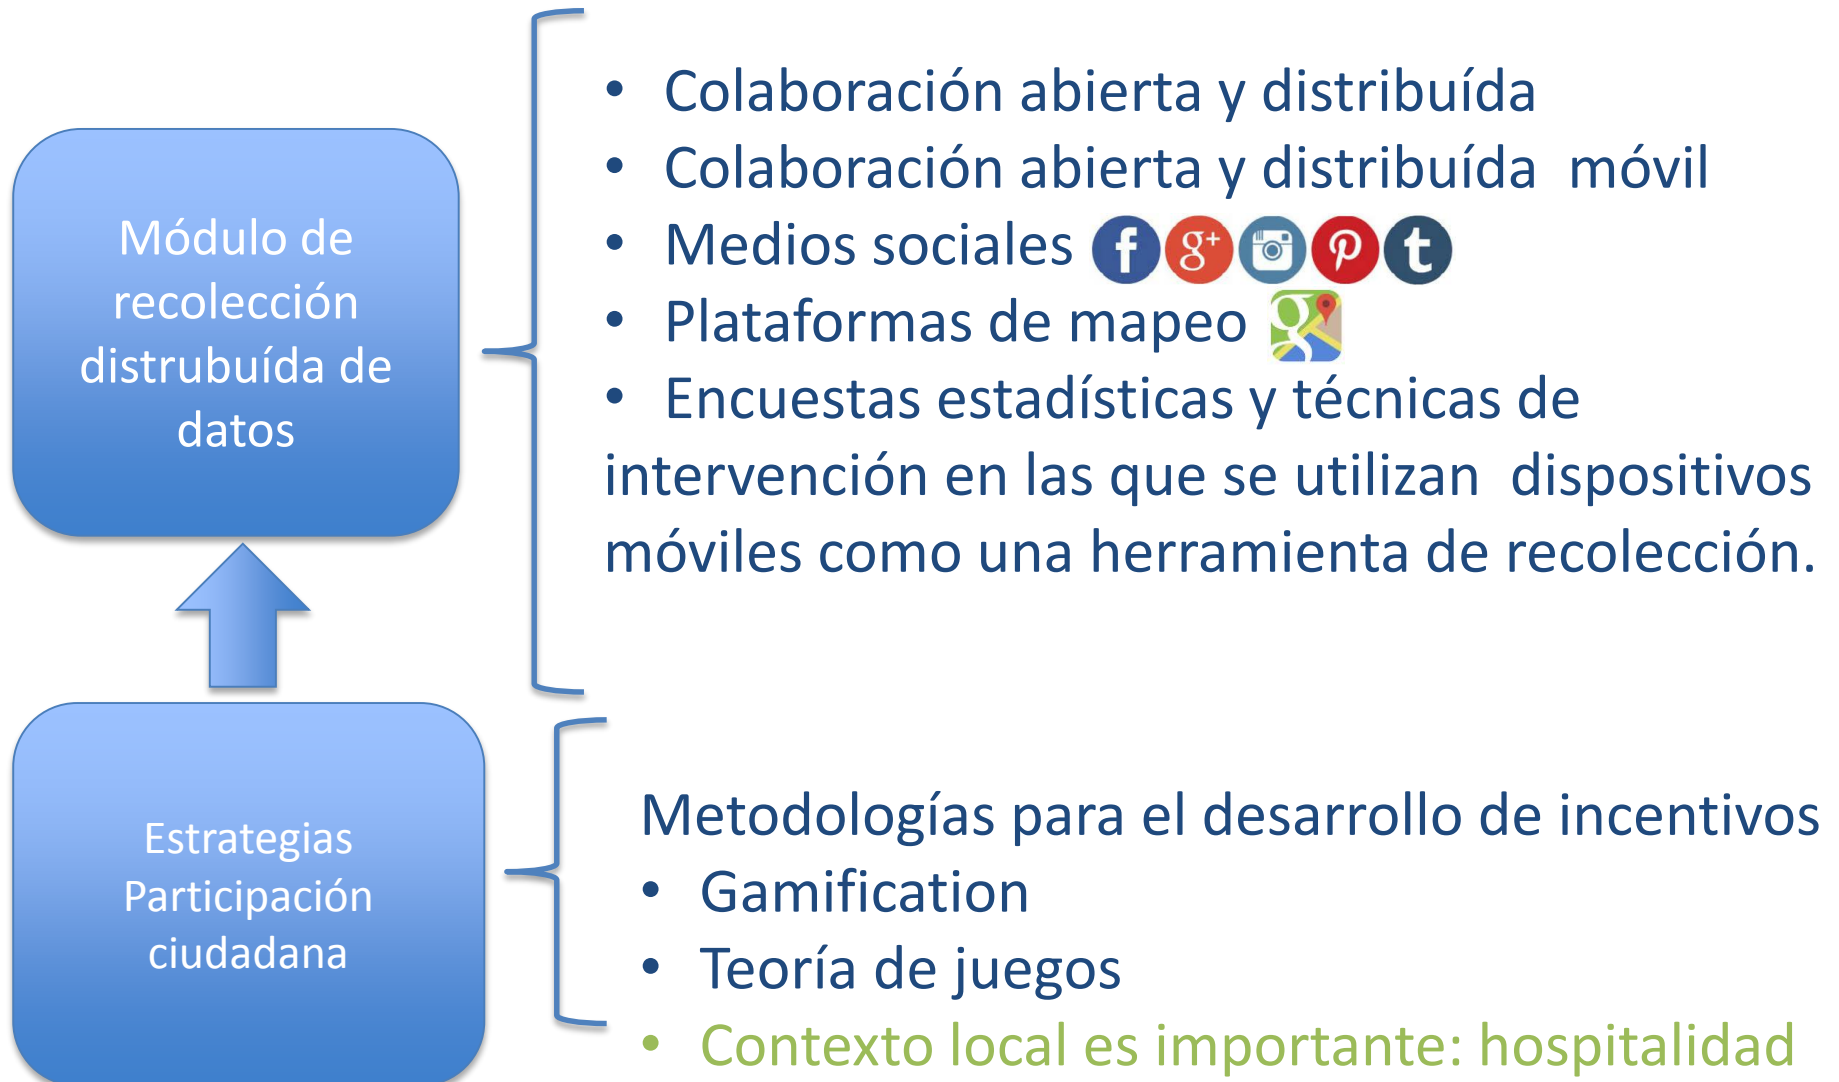 Módulo de
recolección
distrubuída de
datos
• Colaboración abierta y distribuída
• Colaboración abierta y distribuída  móvil
• Medios sociales f g+ p t
• Plataformas de mapeo g
• Encuestas estadísticas y técnicas de
intervención en las que se utilizan  dispositivos
móviles como una herramienta de recolección.
Estrategias
Participación
ciudadana
Metodologías para el desarrollo de incentivos
• Gamification
• Teoría de juegos
• Contexto local es importante: hospitalidad